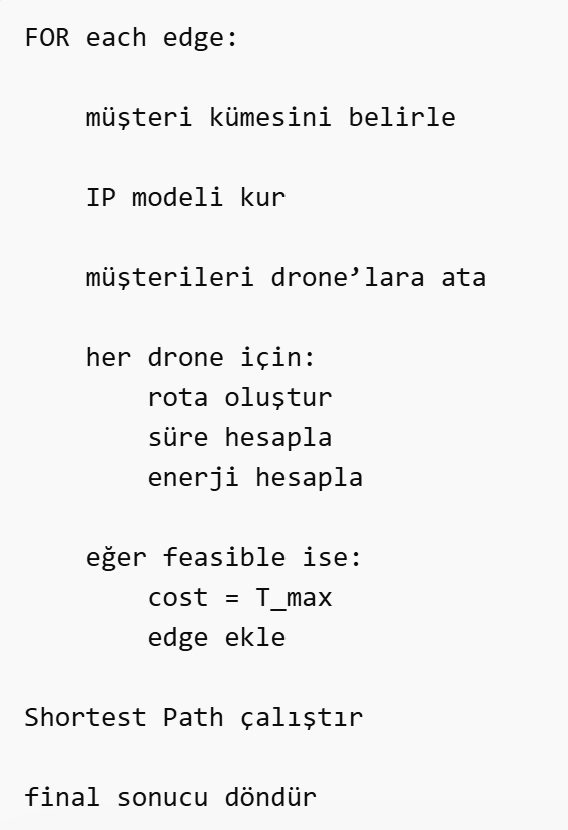 FOR each edge:
müşteri kümesini belirle
IP modeli kur
müşterileri drone’lara ata
her drone için:
rota oluştur
süre hesapla
enerji hesapla
eğer feasible ise:
cost = T_max
edge ekle
Shortest Path çalıştır
final sonucu döndür